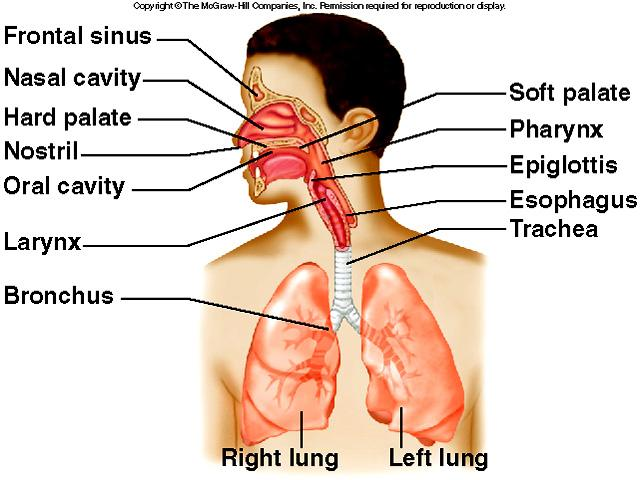 Copyright ©The McGraw-Hill Companies, Inc. Permission required for reproduction or display.
Frontal sinus
Nasal cavity
Hard palate
Nostril
Oral cavity
Larynx
Bronchus
Soft palate
Pharynx
Epiglottis
Esophagus
Trachea
Right lung
Left lung